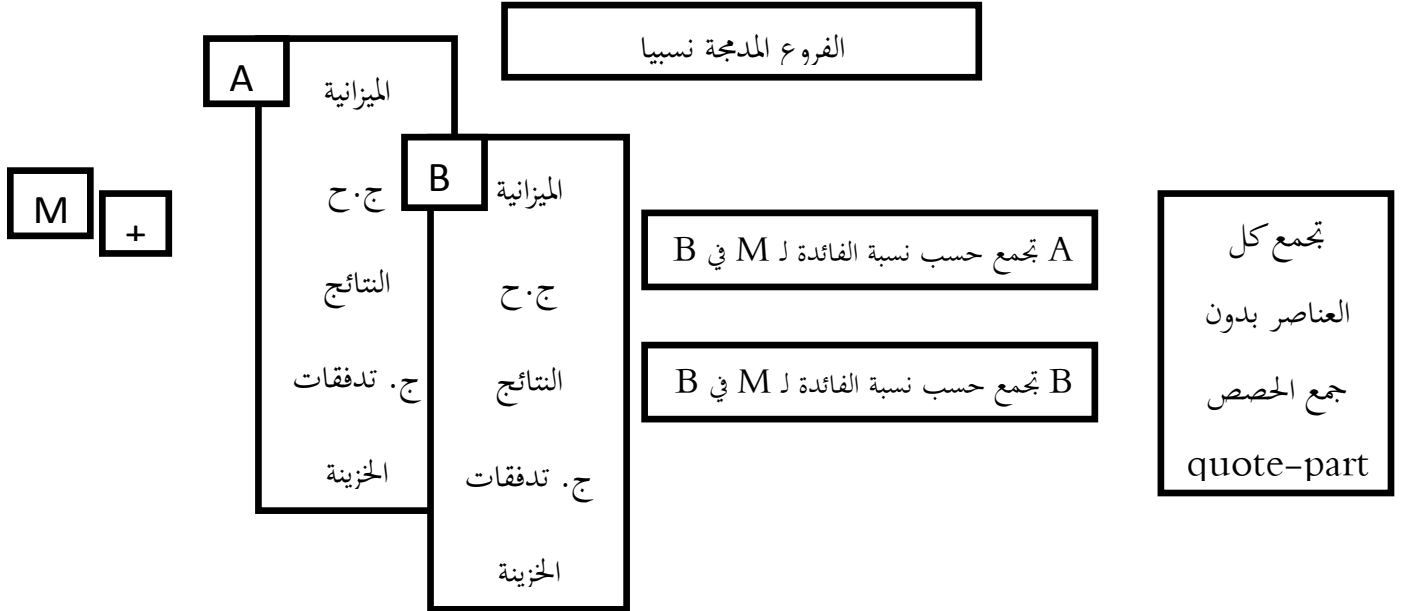 الفروع المدمجة نسبيا
M
+
A
الميزانية
ج.ح
النتائج
ج. تدفقات
الخزينة
B
الميزانية
ج.ح
النتائج
ج. تدفقات
الخزينة
A تجمع حسب نسبة الفائدة لـ M في B
B تجمع حسب نسبة الفائدة لـ M في B
تجمع كل
العناصر بدون
جمع الحصص
quote-part